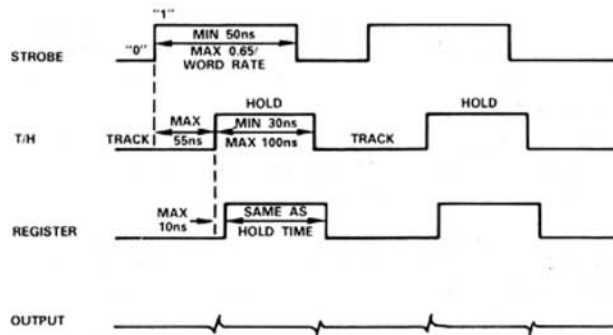 "1"
"0"
MIN 50ns
MAX 0.65/
WORD RATE
STROBE
HOLD
HOLD
T/H
TRACK
MAX
55ns
MIN 30ns
MAX 100ns
TRACK
REGISTER
MAX
10ns
SAME AS
HOLD TIME
OUTPUT